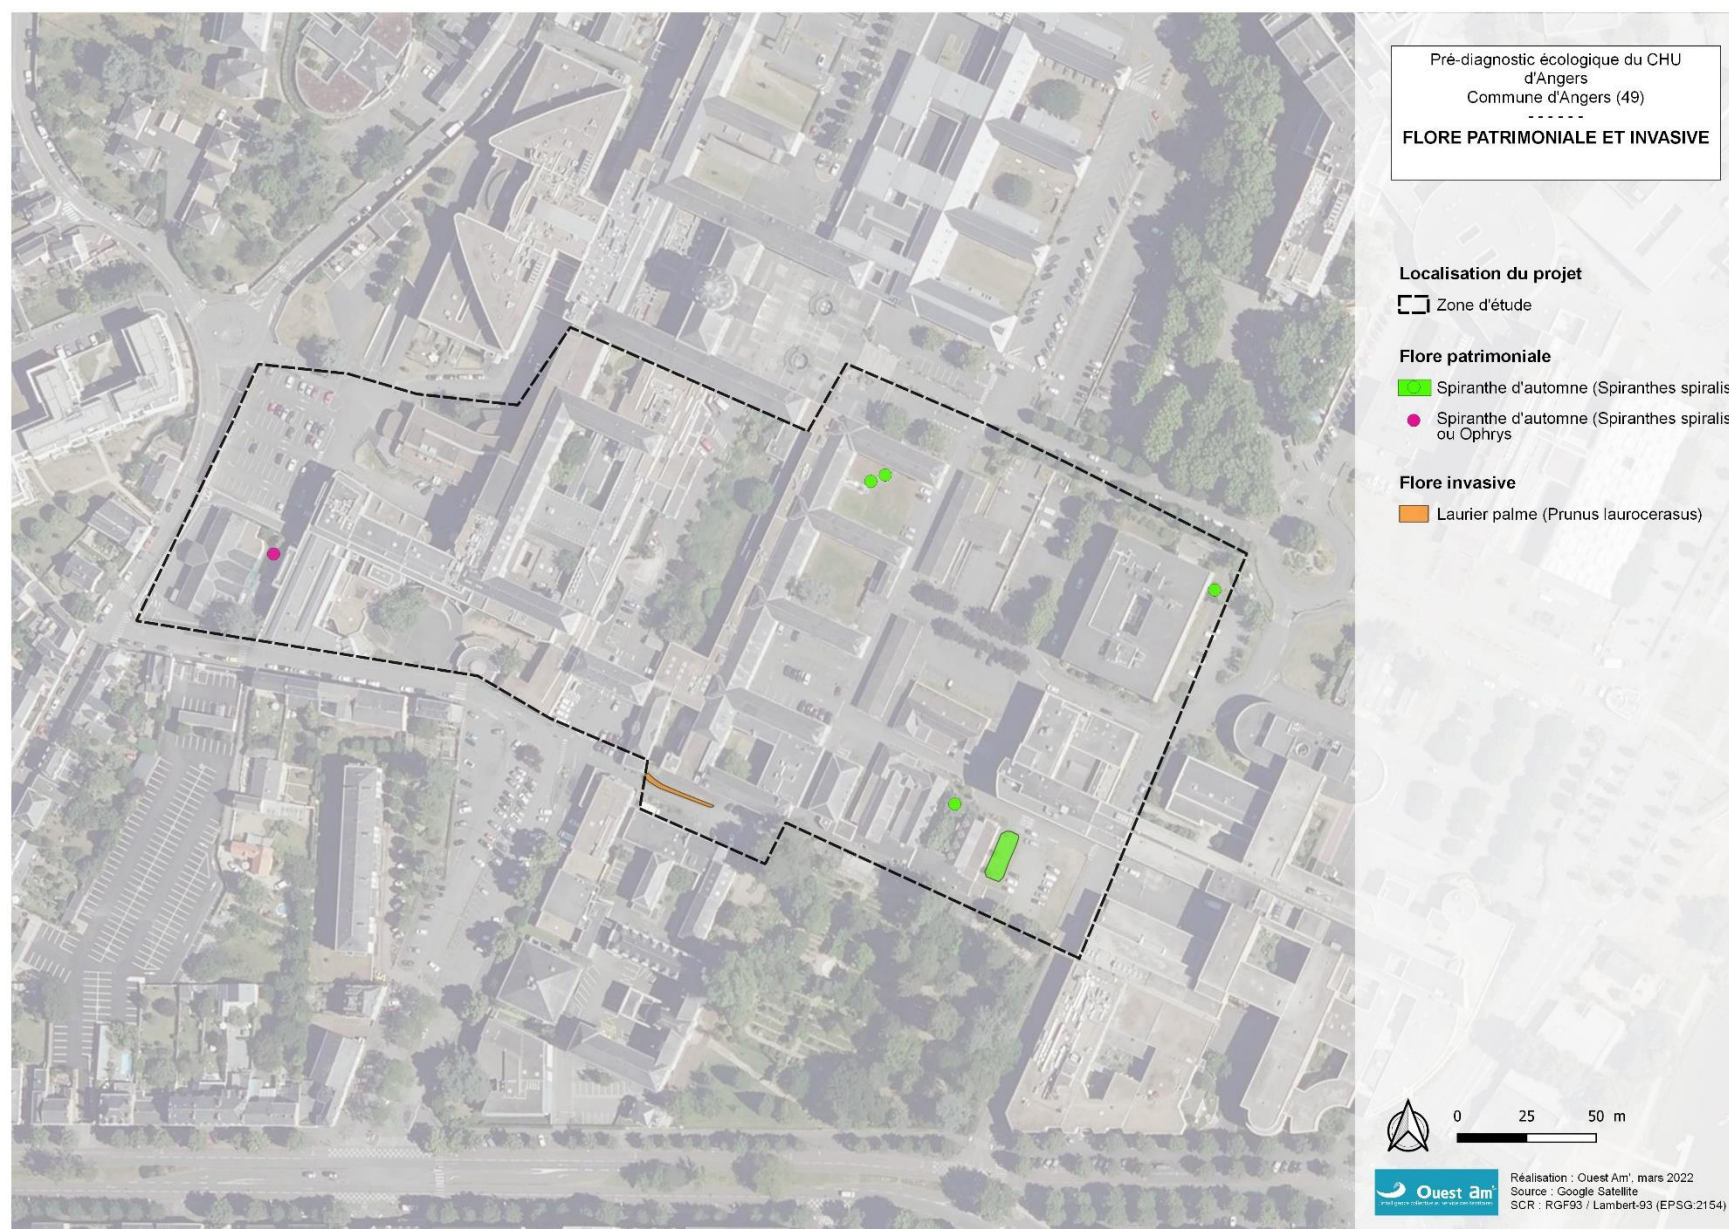 Pré-diagnostic écologique du CHU
d'Angers
Commune d'Angers (49)
- - - - - -
FLORE PATRIMONIALE ET INVASIVE
Localisation du projet
Zone d'étude
Flore patrimoniale
Spiranthe d'automne (Spiranthes spiralis
Spiranthe d'automne (Spiranthes spiralis
ou Ophrys
Flore invasive
Laurier palme (Prunus laurocerasus)
0 25 50 m
Ouest am'
Réalisation : Ouest Am', mars 2022
Source : Google Satellite
SCR : RGF93 / Lambert-93 (EPSG:2154)